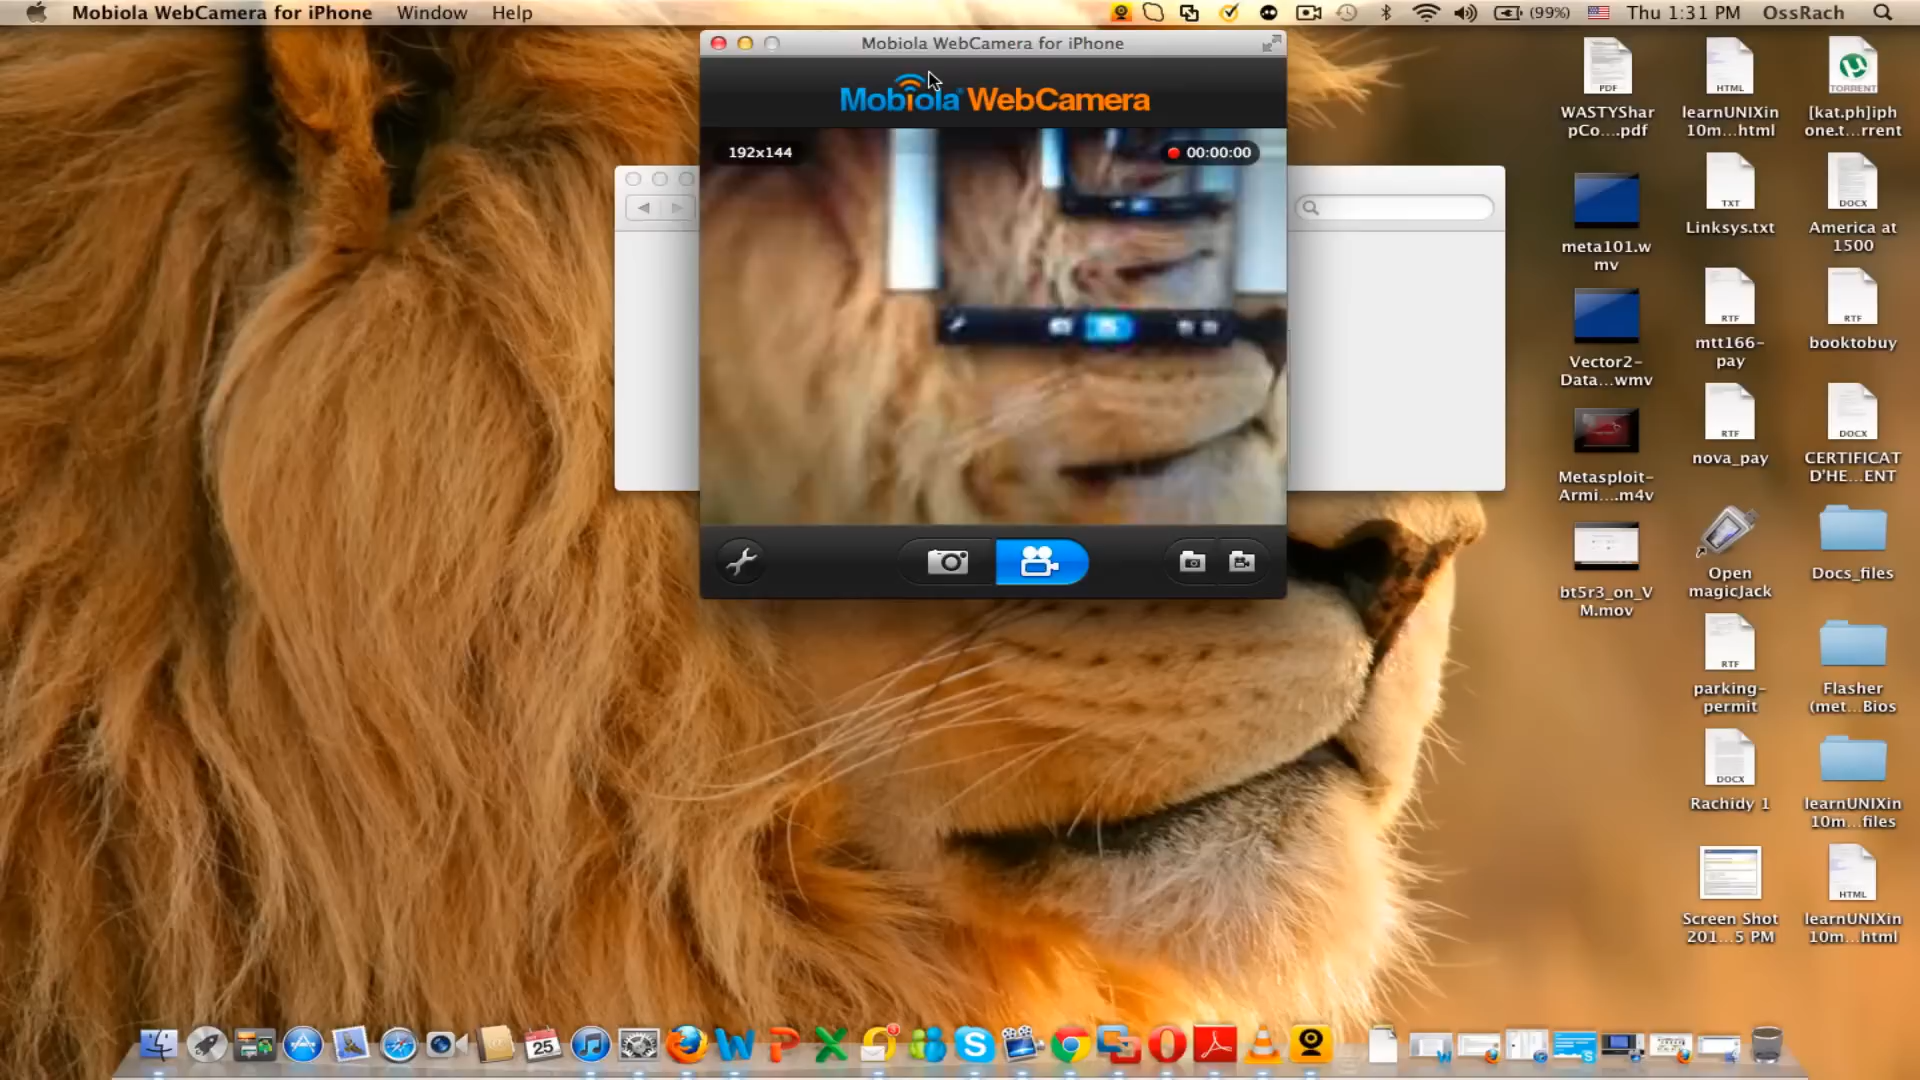 Mobiola WebCamera for iPhone Window Help
(99%) Thu 1:31 PM OssRach
Mobiola WebCamera for iPhone
Mobiola® WebCamera
192x144
00:00:00
PDF
WASTYShar
pCo....pdf
HTML
learnUNIXin
10m...html
TORRENT
[kat.ph]iph
one.t...rrent
meta101.w
mv
TXT
Linksys.txt
DOCX
America at
1500
Vector2-
Data...wmv
RTF
mtt166-
pay
RTF
booktobuy
Metasploit-
Armi....m4v
RTF
nova_pay
DOCX
CERTIFICAT
D'HE...ENT
bt5r3_on_V
M.mov
Open
magicJack
Docs_files
RTF
parking-
permit
Flasher
(met...Bios
DOCX
Rachidy 1
learnUNIXin
10m...files
Screen Shot
201...5 PM
HTML
learnUNIXin
10m...html
25
3